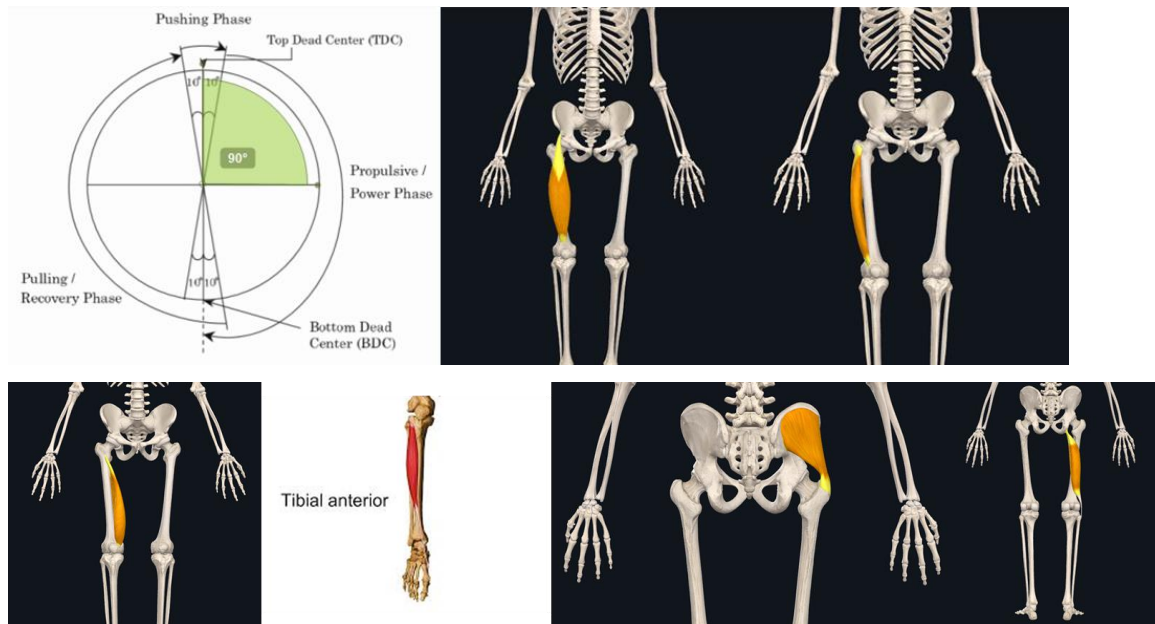 Pushing Phase
Top Dead Center (TDC)
10° 10°
90°
Propulsive /
Power Phase
Pulling /
Recovery Phase
10° 10°
Bottom Dead
Center (BDC)
Tibial anterior